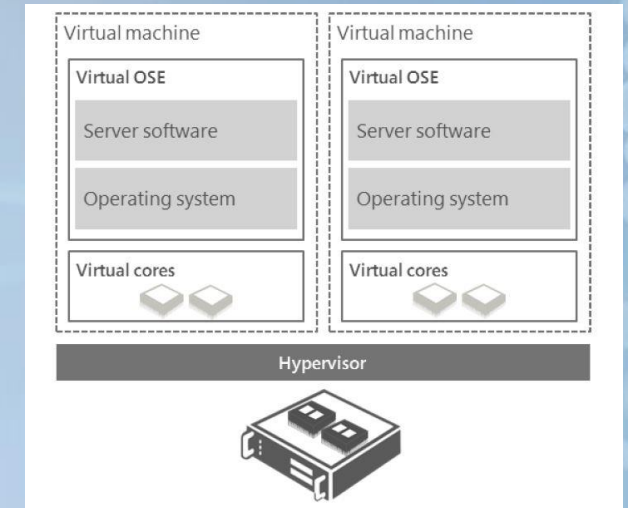 Virtual machine
Virtual OSE
Server software
Operating system
Virtual cores
Virtual machine
Virtual OSE
Server software
Operating system
Virtual cores
Hypervisor